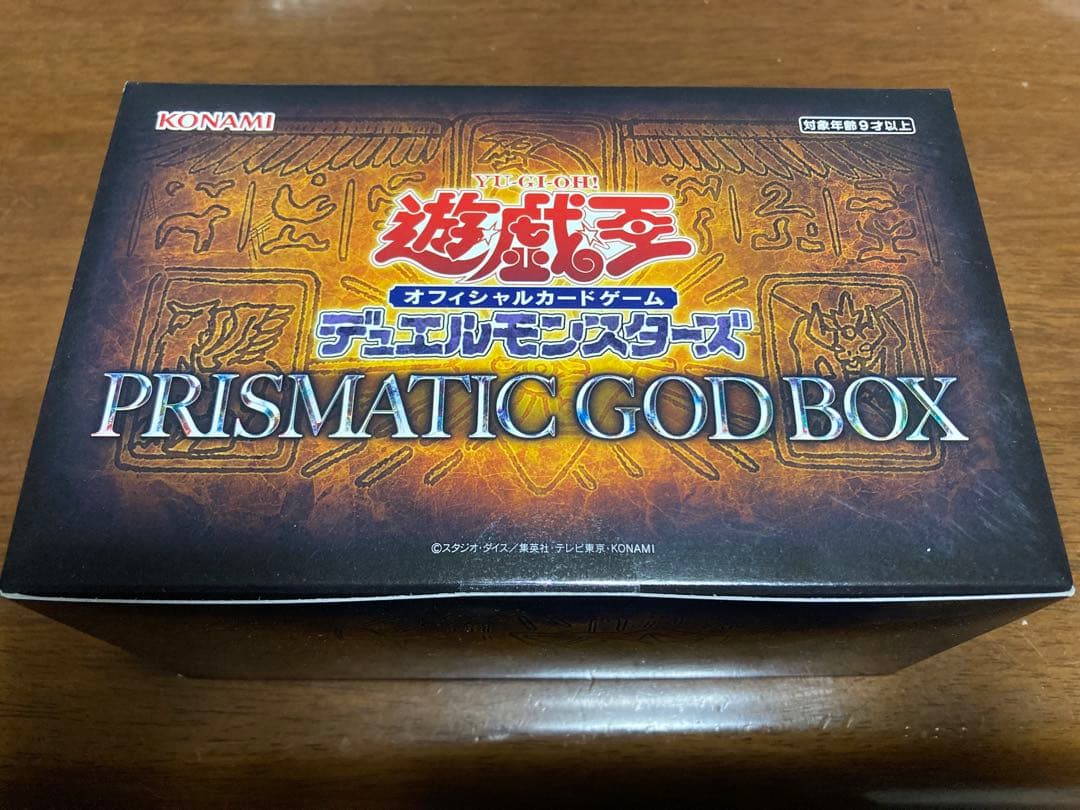 KONAMI
対象年齢9才以上
YU-GI-OH!
遊戯王
オフィシャルカードゲーム
デュエルモンスターズ
PRISMATIC GOD BOX
©スタジオ・ダイス/集英社・テレビ東京・KONAMI